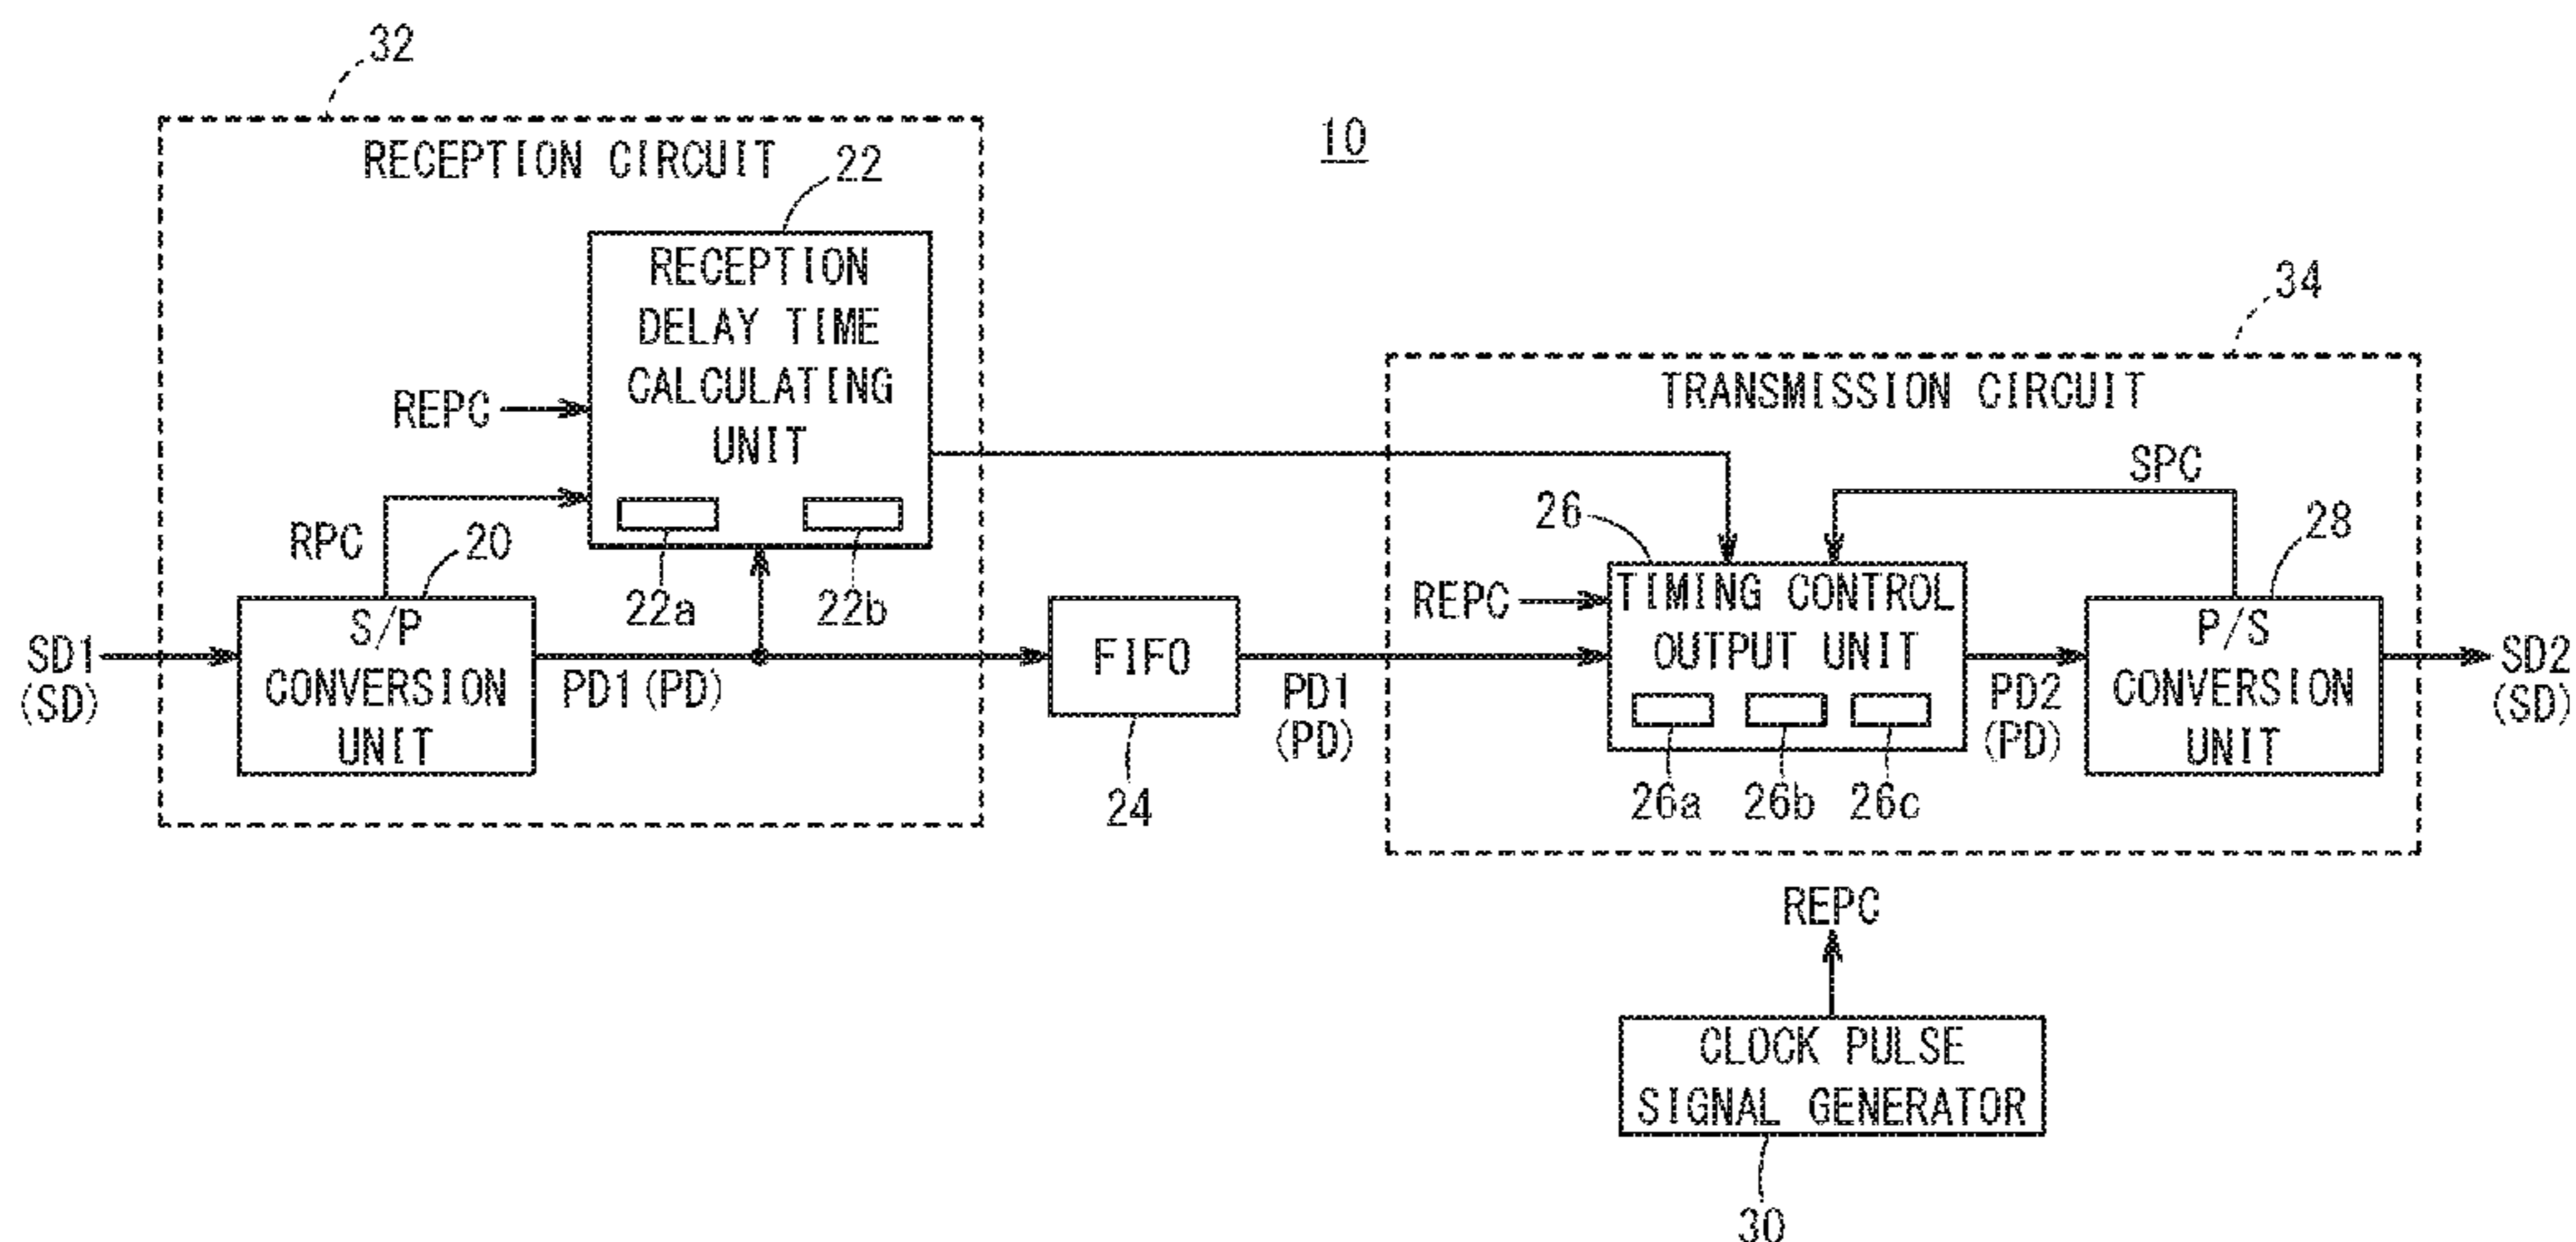 32
10
RECEPTION CIRCUIT
22
RECEPTION
DELAY TIME
CALCULATING
UNIT
REPC
RPC
20
22a
22b
S/P
CONVERSION
UNIT
SD1
(SD)
PD1 (PD)
FIFO
24
PD1
(PD)
34
TRANSMISSION CIRCUIT
SPC
26
28
REPC
TIMING CONTROL
OUTPUT UNIT
26a
26b
26c
PD2
(PD)
P/S
CONVERSION
UNIT
SD2
(SD)
REPC
CLOCK PULSE
SIGNAL GENERATOR
30